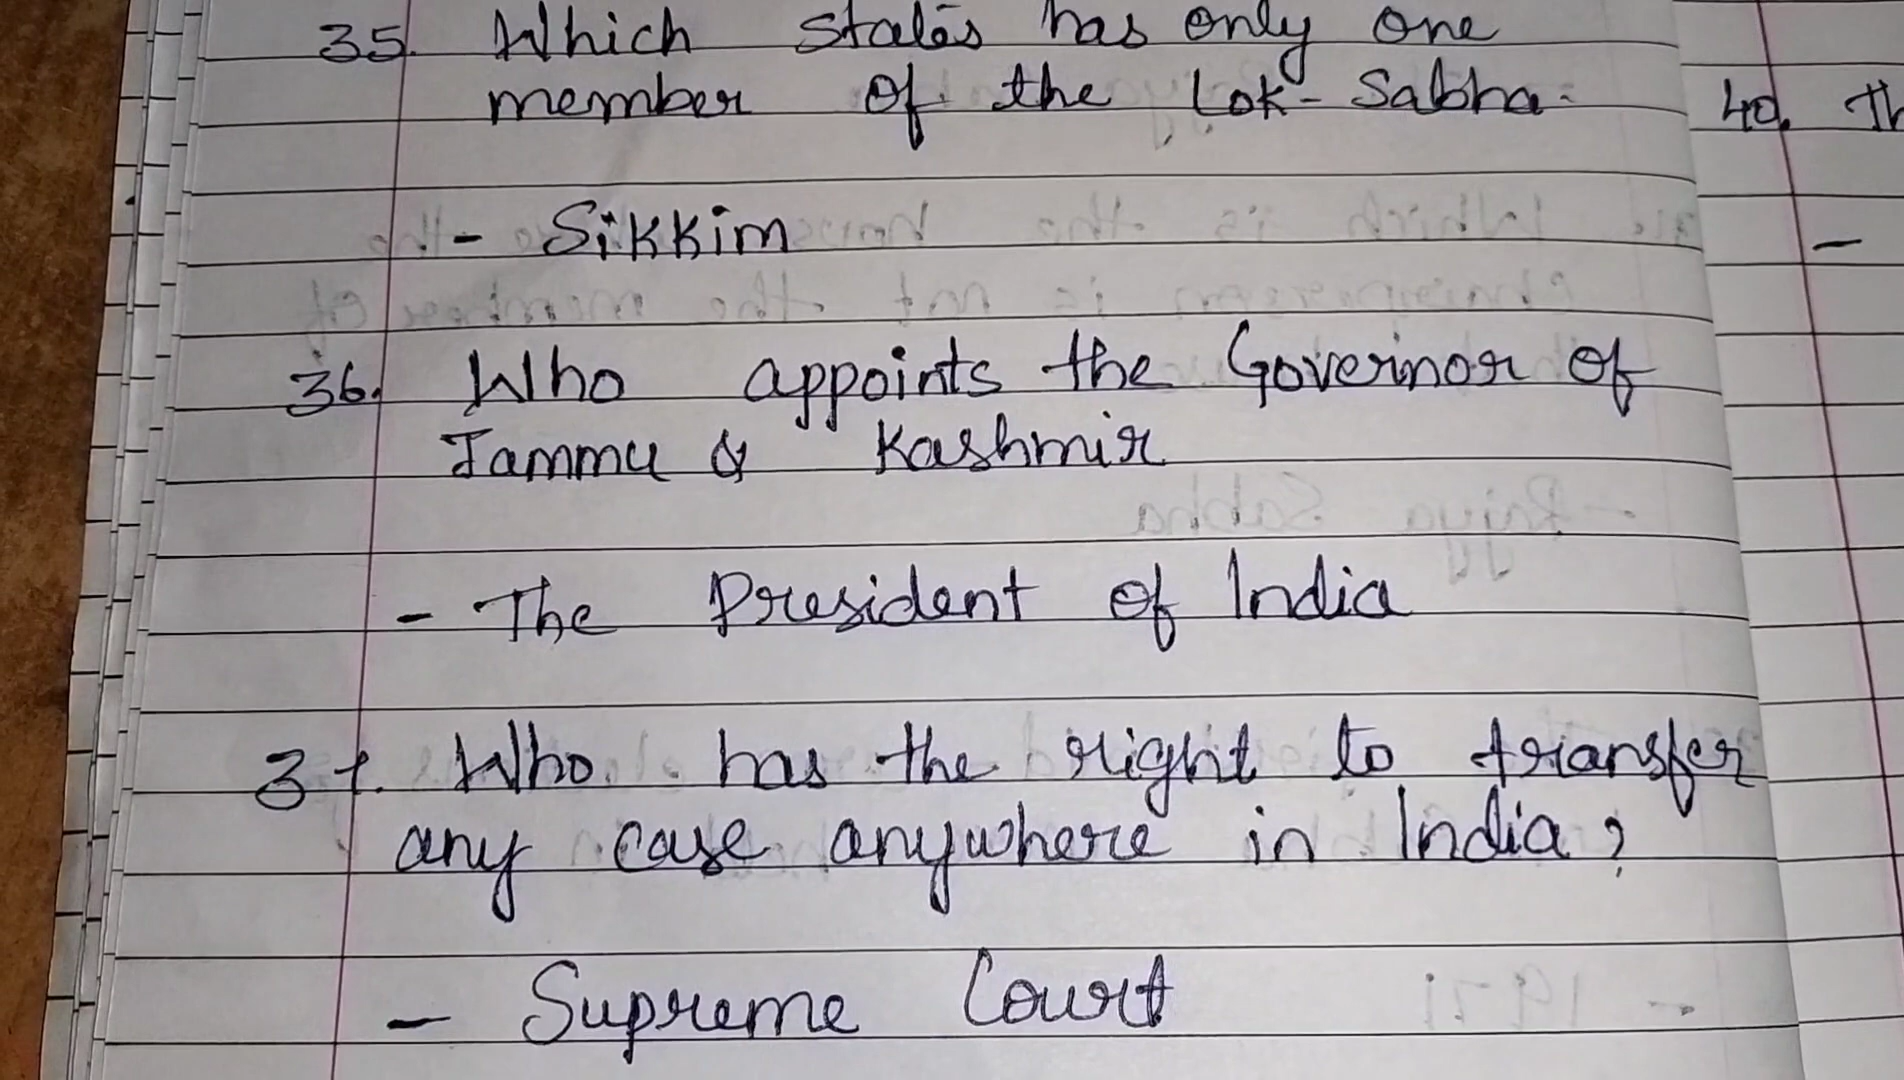 35. Which states has only one
member of the Lok-Sabha.
- Sikkim
36. Who appoints the Governor of
Jammu & Kashmir
- The President of India
37. Who has the right to transfer
any case anywhere in India?
- Supreme Court
40. Th
-